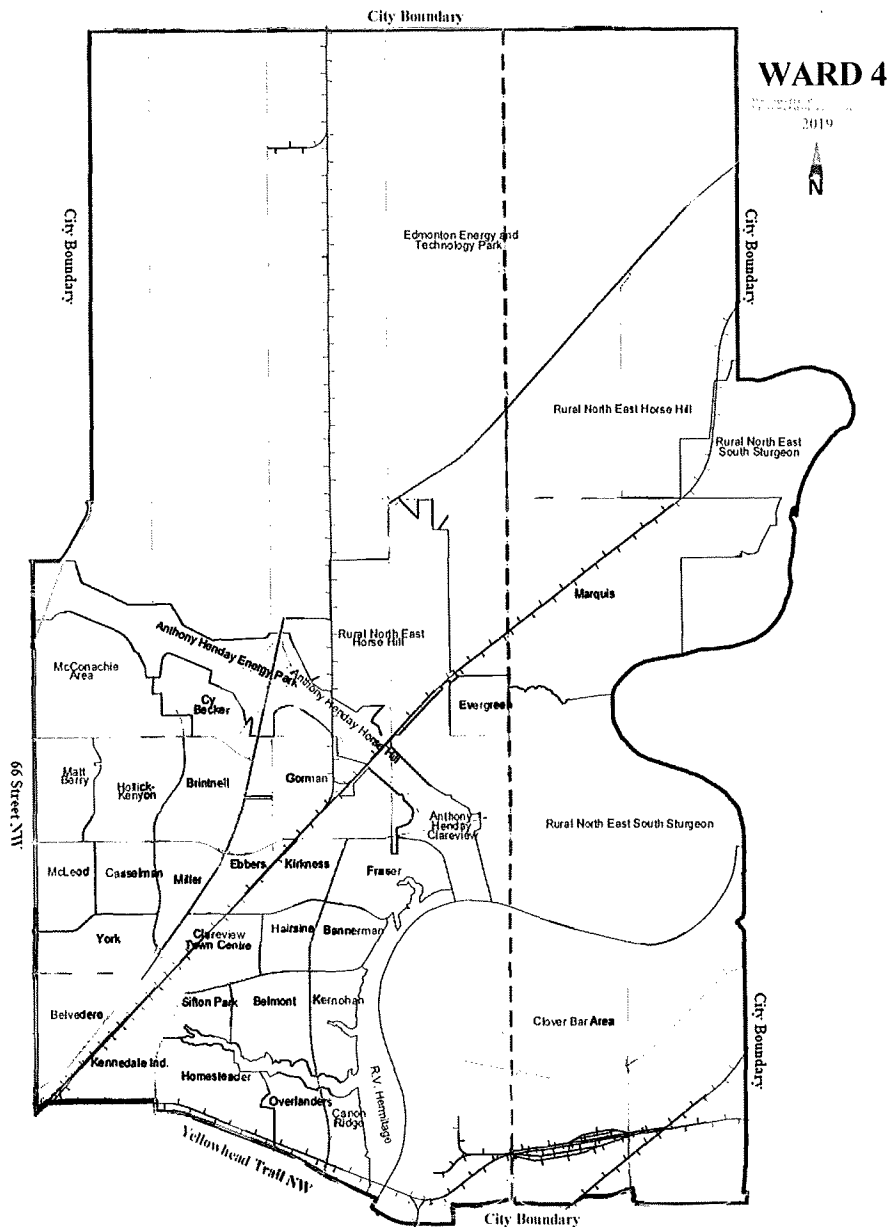 City Boundary
WARD 4
2019
N
City Boundary
City Boundary
Edmonton Energy and
Technology Park
Rural North East Horse Hill
Rural North East
South Sturgeon
Marquis
Anthony Henday Energy Park
Rural North East
Horse Hill
McConachie
Area
Anthony Henday Horse Hill
Cy
Becker
Evergreen
66 Street NW
Matt
Berry
Hollick-
Kenyon
Brintnell
Gorman
Anthony
Henday
Clareview
Rural North East South Sturgeon
McLeod
Casselman
Miller
Ebbers
Kirkness
Fraser
York
Clareview
Town Centre
Hairsine
Bannerman
Belvedere
Sifton Park
Belmont
Kernohan
Clover Bar Area
City Boundary
Kennedale Ind.
Homesteader
Overlanders
Canon
Ridge
R.V. Hermitage
Yellowhead Trail NW
City Boundary